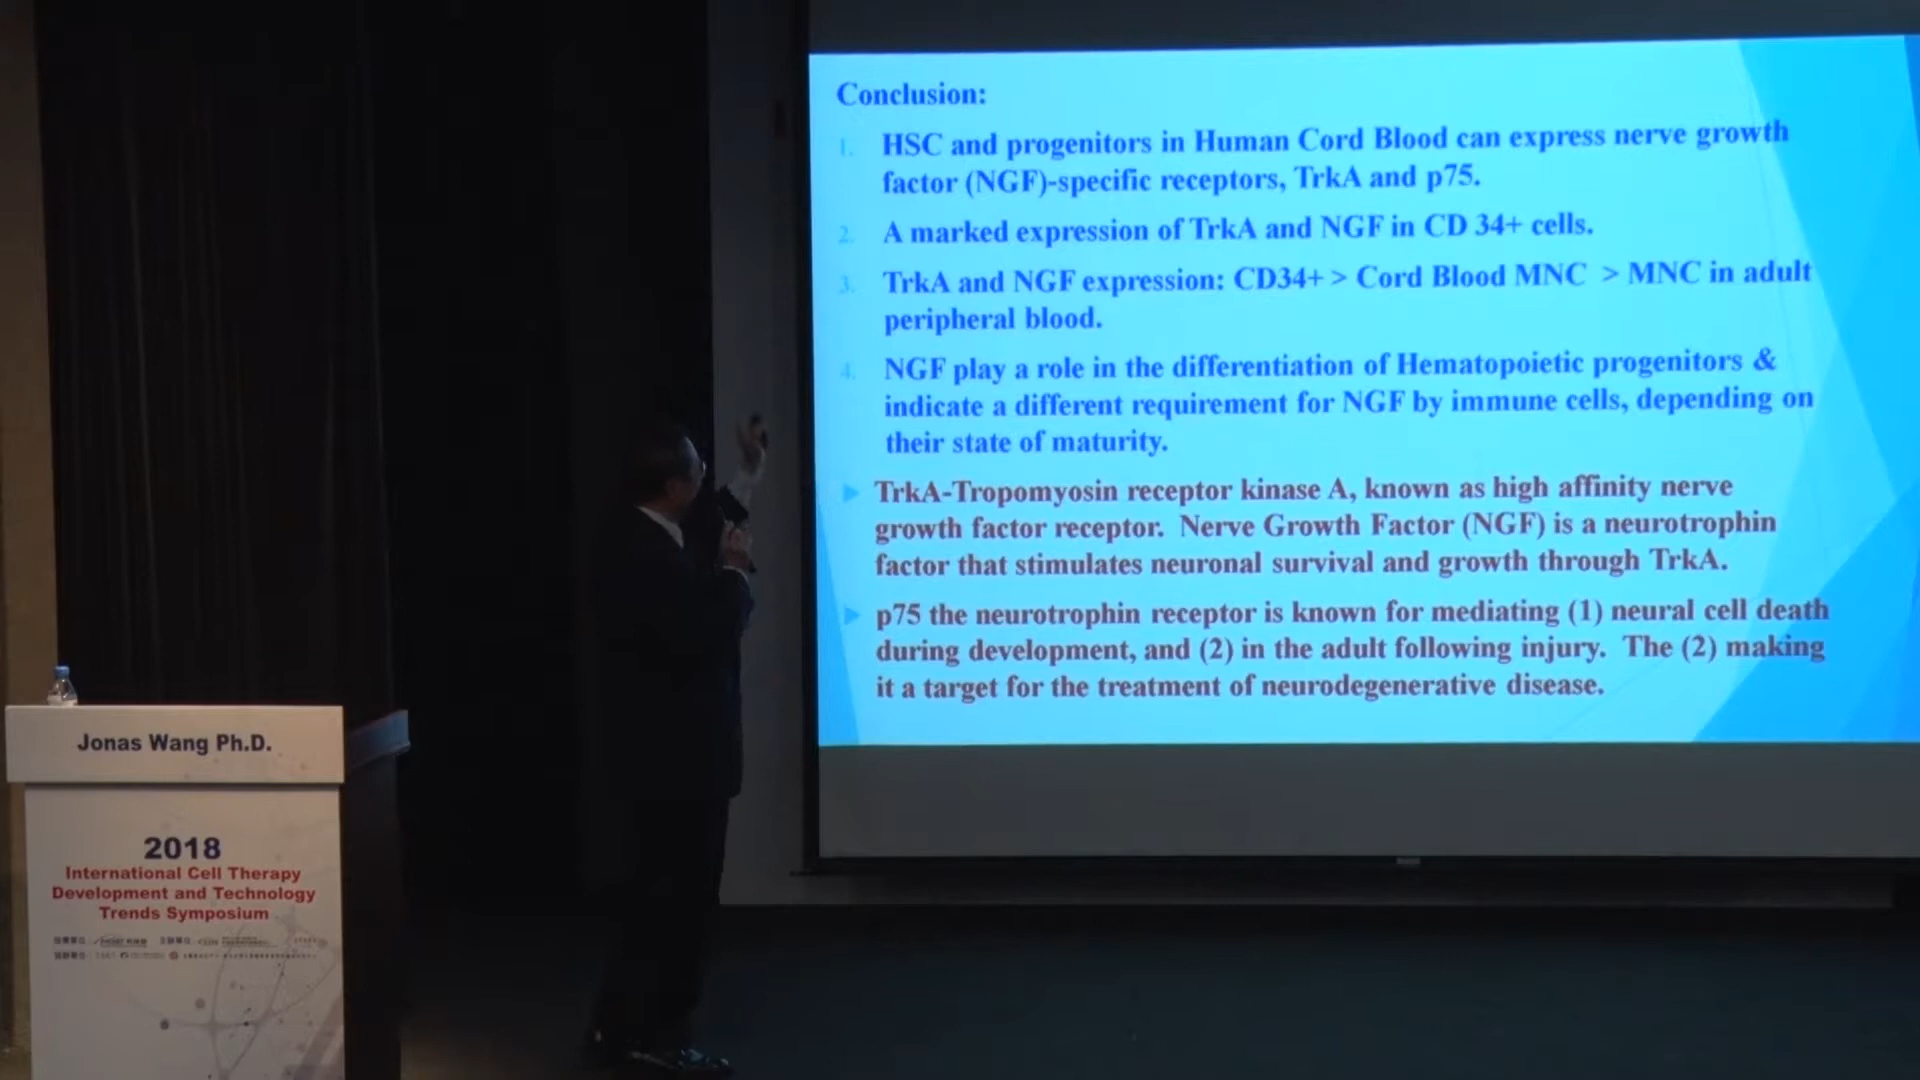 Conclusion:
1. HSC and progenitors in Human Cord Blood can express nerve growth
factor (NGF)-specific receptors, TrkA and p75.
2. A marked expression of TrkA and NGF in CD 34+ cells.
3. TrkA and NGF expression: CD34+ > Cord Blood MNC > MNC in adult
peripheral blood.
4. NGF play a role in the differentiation of Hematopoietic progenitors &
indicate a different requirement for NGF by immune cells, depending on
their state of maturity.
TrkA-Tropomyosin receptor kinase A, known as high affinity nerve
growth factor receptor. Nerve Growth Factor (NGF) is a neurotrophin
factor that stimulates neuronal survival and growth through TrkA.
p75 the neurotrophin receptor is known for mediating (1) neural cell death
during development, and (2) in the adult following injury. The (2) making
it a target for the treatment of neurodegenerative disease.
Jonas Wang Ph.D.
2018
International Cell Therapy
Development and Technology
Trends Symposium